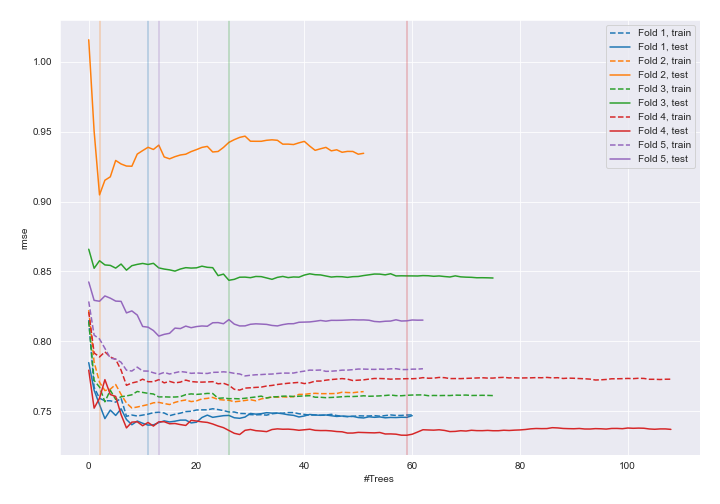 1.00
0.95
0.90
0.85
0.80
0.75
rmse
0 20 40 60 80 100
#Trees
Fold 1, train
Fold 1, test
Fold 2, train
Fold 2, test
Fold 3, train
Fold 3, test
Fold 4, train
Fold 4, test
Fold 5, train
Fold 5, test